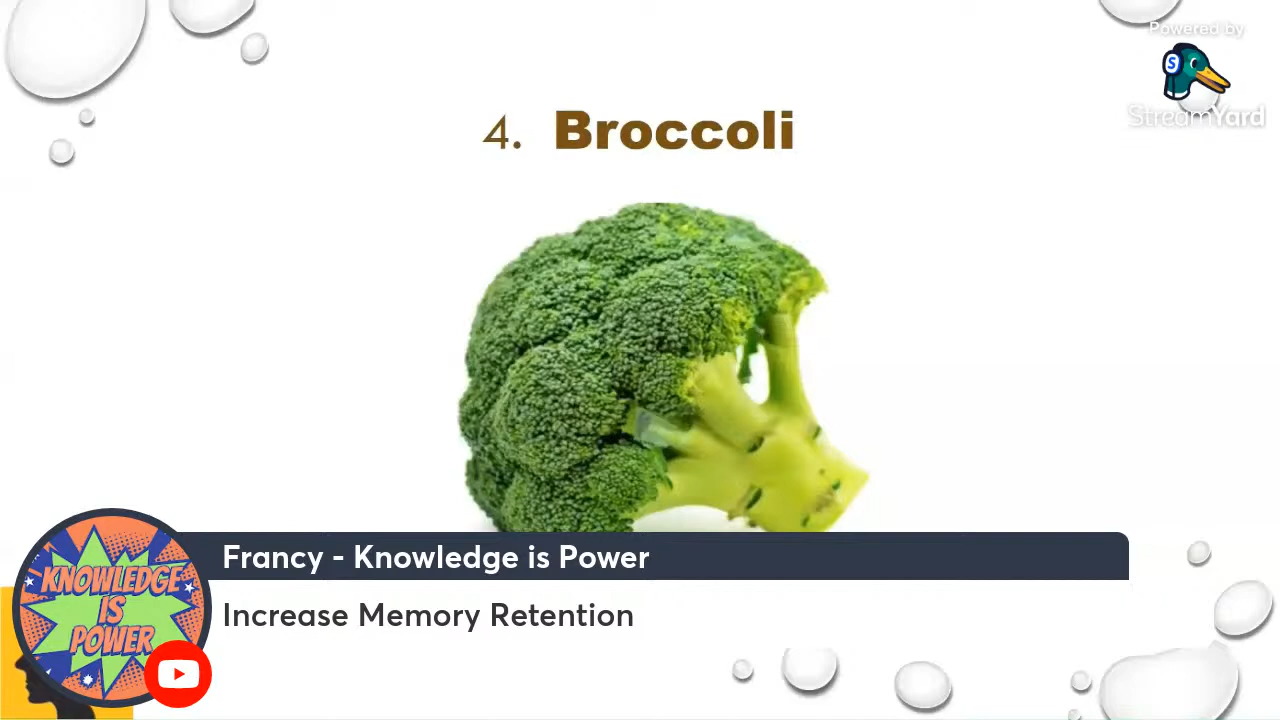 Powered by
S
StreamYard
4. Broccoli
Francy - Knowledge is Power
Increase Memory Retention
KNOWLEDGE
IS
POWER